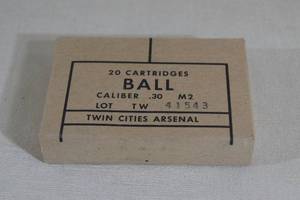 20 CARTRIDGES
BALL
CALIBER .30 M2
LOT TW 41543
TWIN CITIES ARSENAL